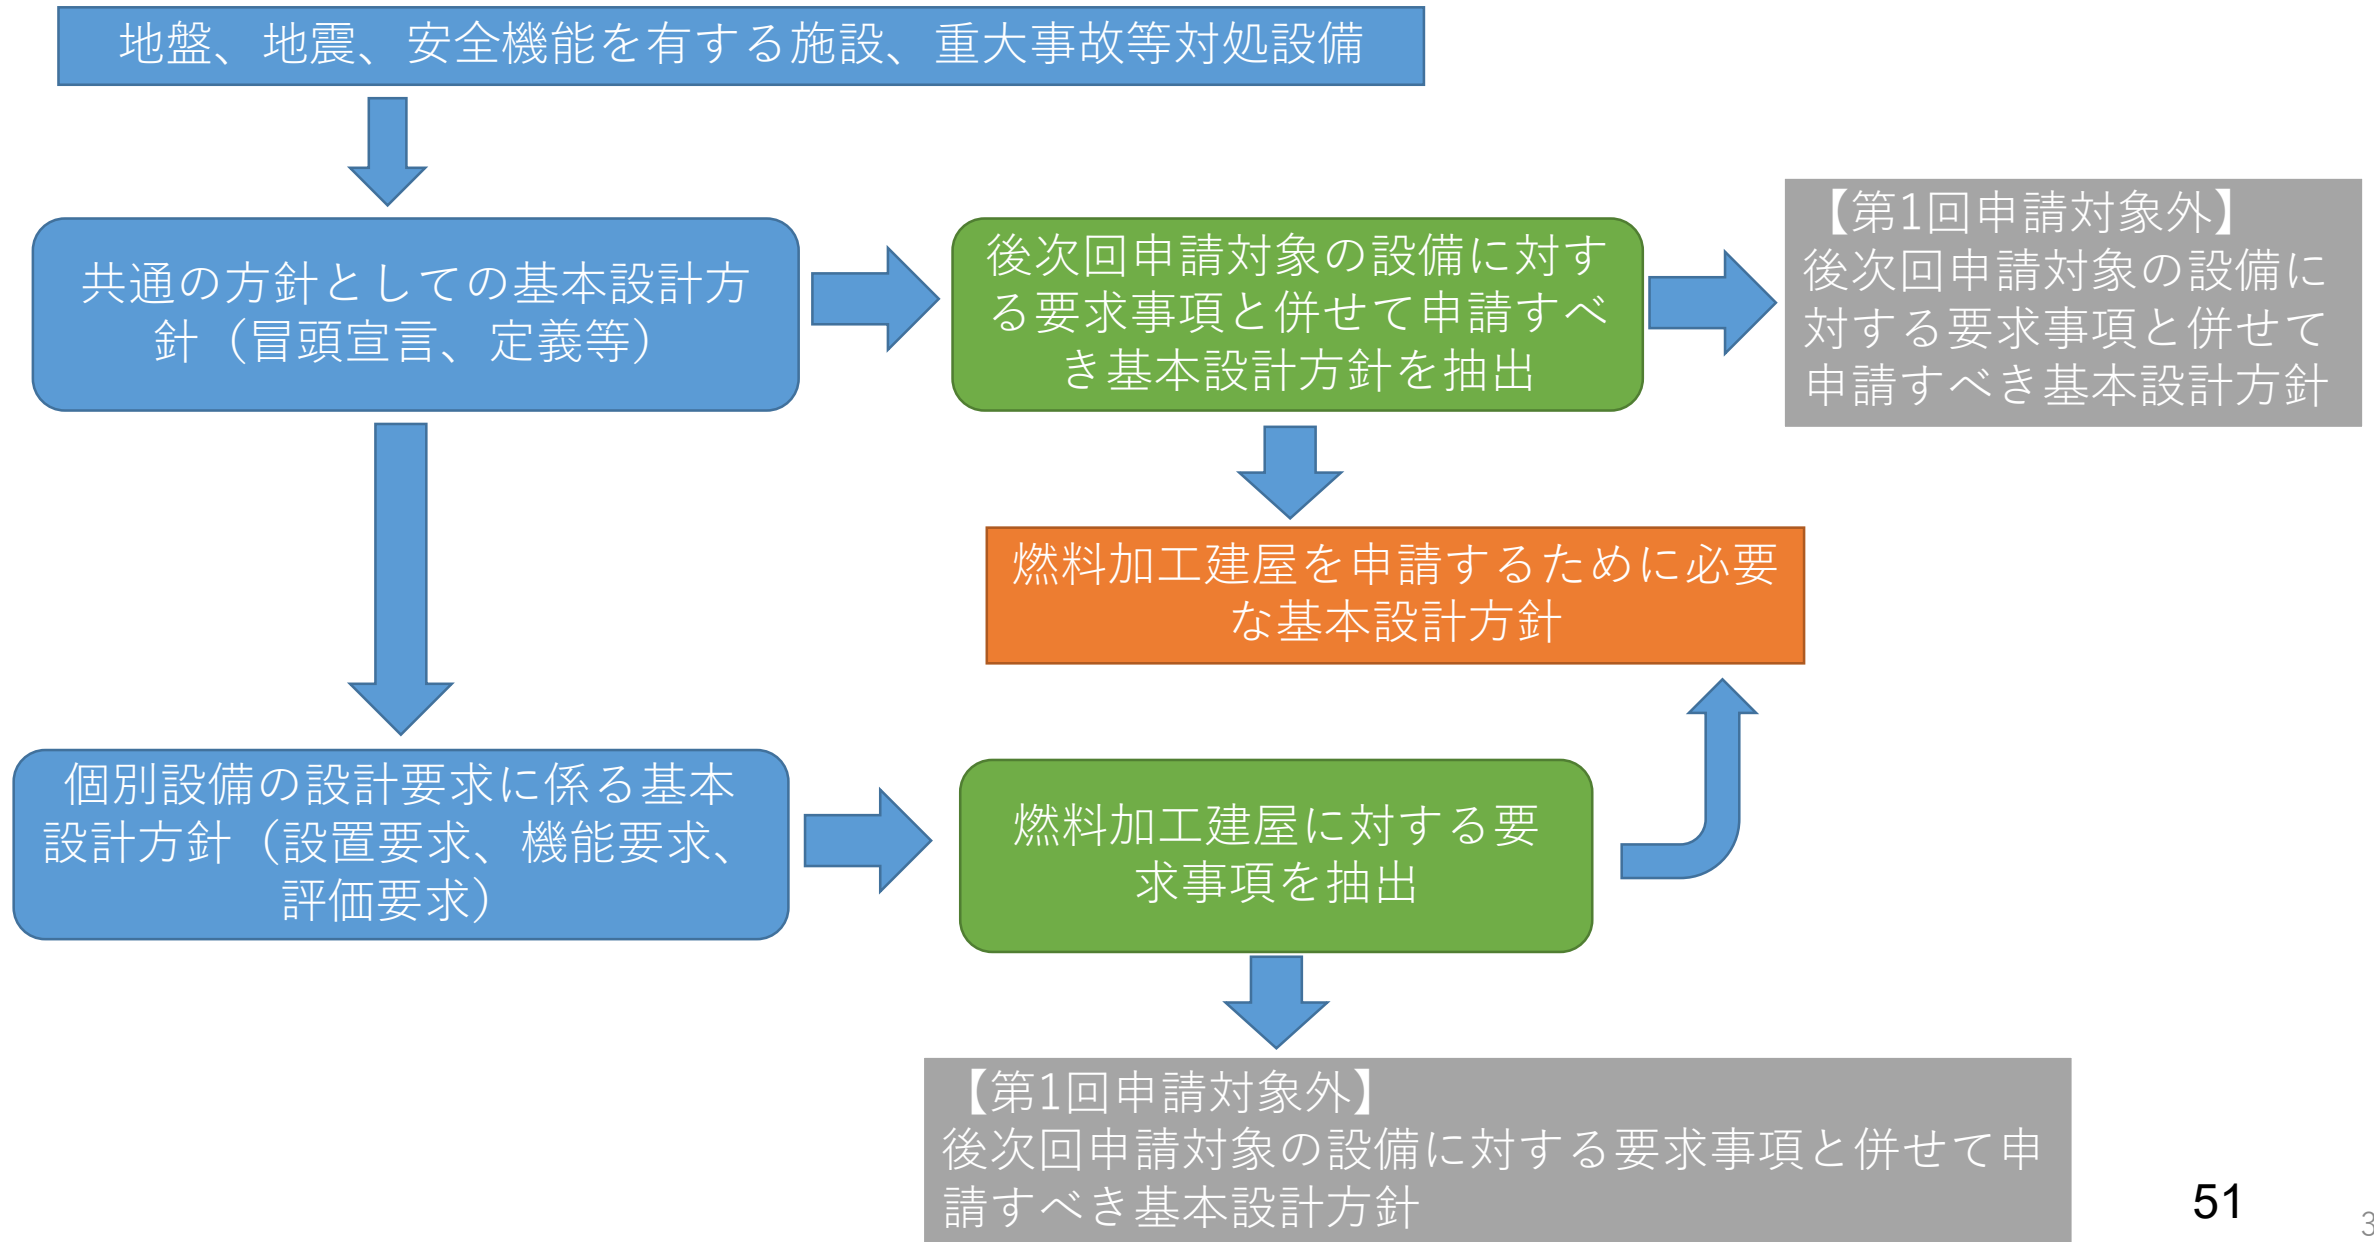 地盤、地震、安全機能を有する施設、重大事故等対処設備
共通の方針としての基本設計方
針（冒頭宣言、定義等）
後次回申請対象の設備に対す
る要求事項と併せて申請すべ
き基本設計方針を抽出
【第1回申請対象外】
後次回申請対象の設備に
対する要求事項と併せて
申請すべき基本設計方針
燃料加工建屋を申請するために必要
な基本設計方針
個別設備の設計要求に係る基本
設計方針（設置要求、機能要求、
評価要求）
燃料加工建屋に対する要
求事項を抽出
【第1回申請対象外】
後次回申請対象の設備に対する要求事項と併せて申
請すべき基本設計方針
51
3